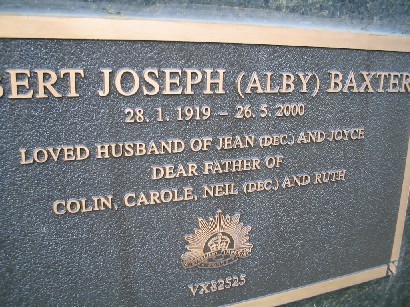 BERT JOSEPH (ALBY) BAXTER
28. 1. 1919 – 26. 5. 2000
LOVED HUSBAND OF JEAN (DEC.) AND JOYCE
DEAR FATHER OF
COLIN, CAROLE, NEIL (DEC.) AND RUTH
VX82525